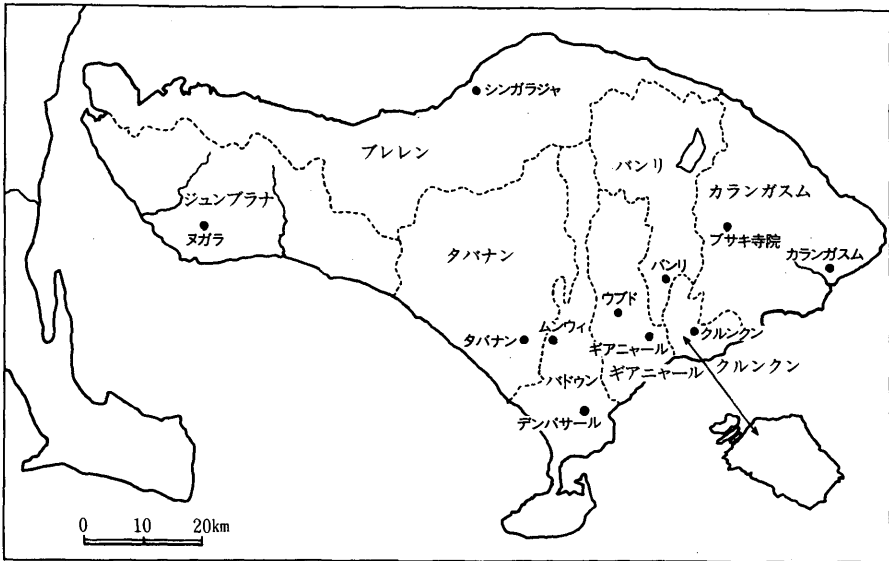 シンガラジャ
ブレレン
バンリ
カランガスム
ジュンブラナ
ヌガラ
ブサキ寺院
カランガスム
タバナン
バンリ
ウブド
タバナン
ムンウィ
クルンクン
ギアニャール
ギアニャール
クルンクン
バドゥン
デンパサール
0 10 20km